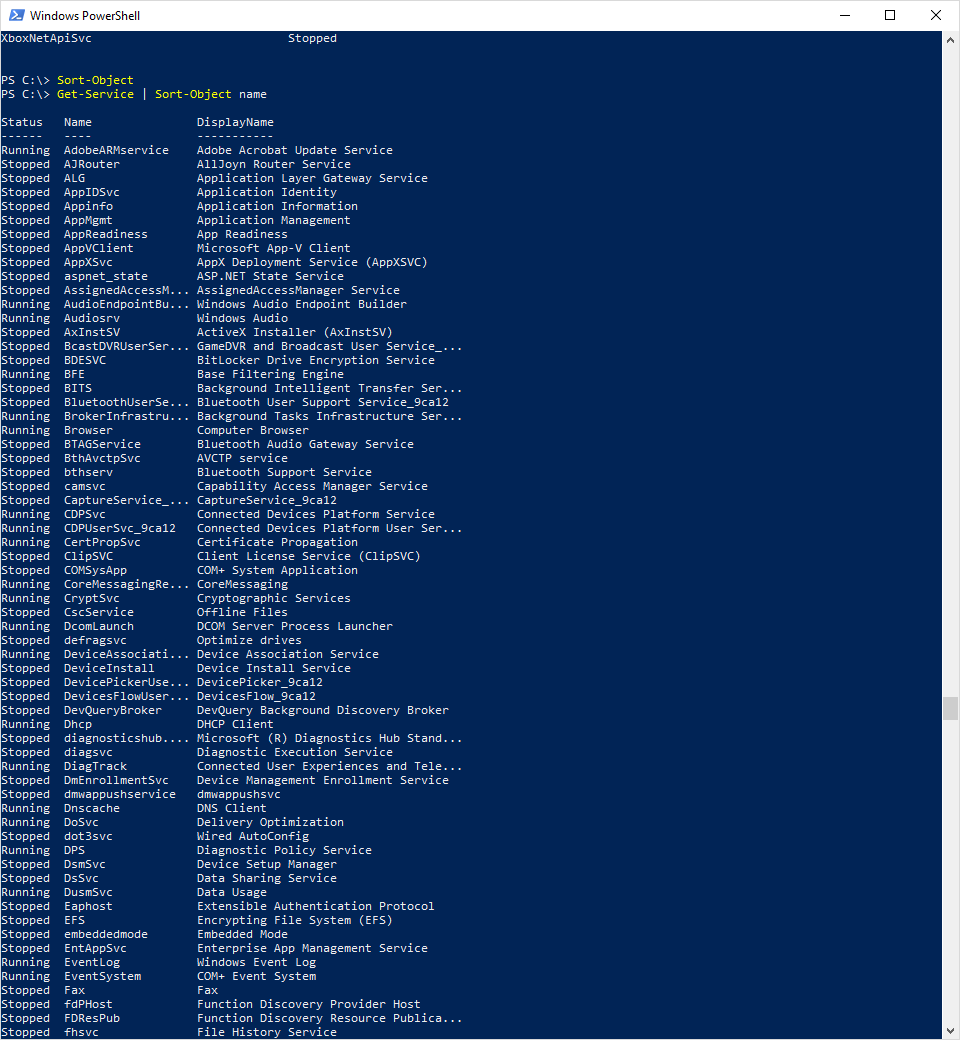 Windows PowerShell
XboxNetApiSvc Stopped
PS C:\> Sort-Object
PS C:\> Get-Service | Sort-Object name
Status Name DisplayName
------ ---- -----------
Running AdobeARMservice Adobe Acrobat Update Service
Stopped AJRouter AllJoyn Router Service
Stopped ALG Application Layer Gateway Service
Stopped AppIDSvc Application Identity
Stopped Appinfo Application Information
Stopped AppMgmt Application Management
Stopped AppReadiness App Readiness
Stopped AppVClient Microsoft App-V Client
Stopped AppXSvc AppX Deployment Service (AppXSVC)
Stopped aspnet_state ASP.NET State Service
Stopped AssignedAccessM... AssignedAccessManager Service
Running AudioEndpointBu... Windows Audio Endpoint Builder
Running Audiosrv Windows Audio
Stopped AxInstSV ActiveX Installer (AxInstSV)
Stopped BcastDVRUserSer... GameDVR and Broadcast User Service_...
Stopped BDESVC BitLocker Drive Encryption Service
Running BFE Base Filtering Engine
Stopped BITS Background Intelligent Transfer Ser...
Stopped BluetoothUserSe... Bluetooth User Support Service_9ca12
Running BrokerInfrastru... Background Tasks Infrastructure Ser...
Running Browser Computer Browser
Stopped BTAGService Bluetooth Audio Gateway Service
Stopped BthAvctpSvc AVCTP service
Stopped bthserv Bluetooth Support Service
Stopped camsvc Capability Access Manager Service
Stopped CaptureService_... CaptureService_9ca12
Running CDPSvc Connected Devices Platform Service
Running CDPUserSvc_9ca12 Connected Devices Platform User Ser...
Running CertPropSvc Certificate Propagation
Stopped ClipSVC Client License Service (ClipSVC)
Stopped COMSysApp COM+ System Application
Running CoreMessagingRe... CoreMessaging
Running CryptSvc Cryptographic Services
Stopped CscService Offline Files
Running DcomLaunch DCOM Server Process Launcher
Stopped defragsvc Optimize drives
Running DeviceAssociati... Device Association Service
Stopped DeviceInstall Device Install Service
Stopped DevicePickerUse... DevicePicker_9ca12
Stopped DevicesFlowUser... DevicesFlow_9ca12
Stopped DevQueryBroker DevQuery Background Discovery Broker
Running Dhcp DHCP Client
Stopped diagnosticshub.... Microsoft (R) Diagnostics Hub Stand...
Stopped diagsvc Diagnostic Execution Service
Running DiagTrack Connected User Experiences and Tele...
Stopped DmEnrollmentSvc Device Management Enrollment Service
Stopped dmwappushservice dmwappushsvc
Running Dnscache DNS Client
Running DoSvc Delivery Optimization
Stopped dot3svc Wired AutoConfig
Running DPS Diagnostic Policy Service
Stopped DsmSvc Device Setup Manager
Stopped DsSvc Data Sharing Service
Running DusmSvc Data Usage
Stopped Eaphost Extensible Authentication Protocol
Stopped EFS Encrypting File System (EFS)
Stopped embeddedmode Embedded Mode
Stopped EntAppSvc Enterprise App Management Service
Running EventLog Windows Event Log
Running EventSystem COM+ Event System
Stopped Fax Fax
Stopped fdPHost Function Discovery Provider Host
Stopped FDResPub Function Discovery Resource Publica...
Stopped fhsvc File History Service